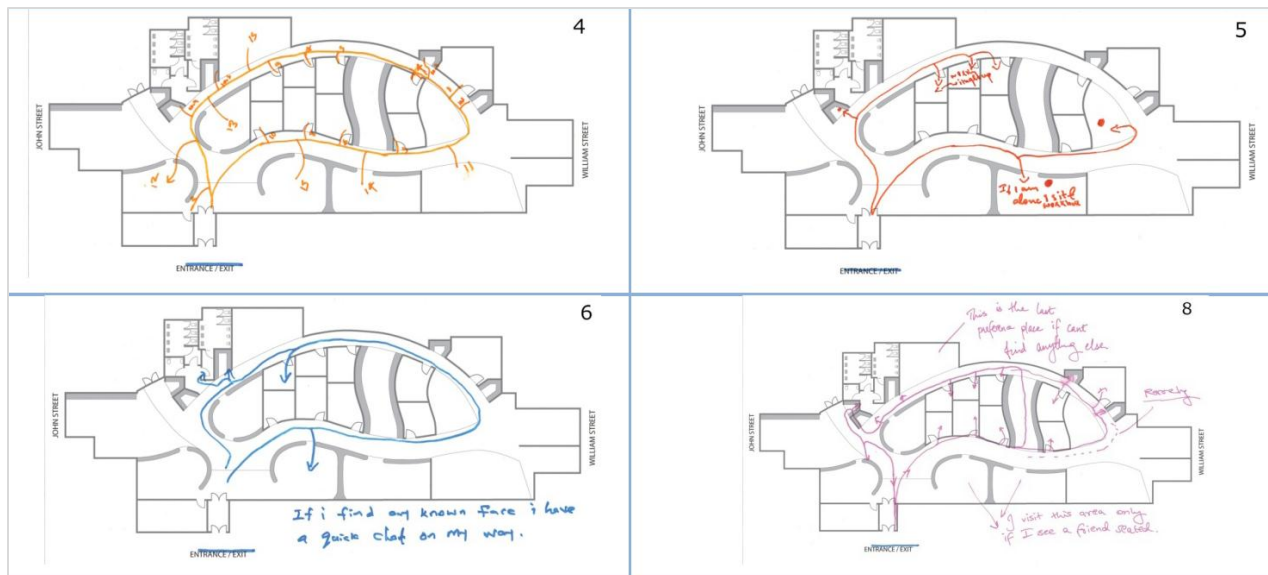 4
JOHN STREET
WILLIAM STREET
ENTRANCE / EXIT
5
JOHN STREET
WILLIAM STREET
work
If I am
alone I sit &
ENTRANCE / EXIT
6
JOHN STREET
WILLIAM STREET
If i find any known face i have
a quick chat on my way.
ENTRANCE / EXIT
8
This is the last
place if cant
find anything else
Rarely
JOHN STREET
WILLIAM STREET
I visit this area only
if I see a friend seated.
ENTRANCE / EXIT